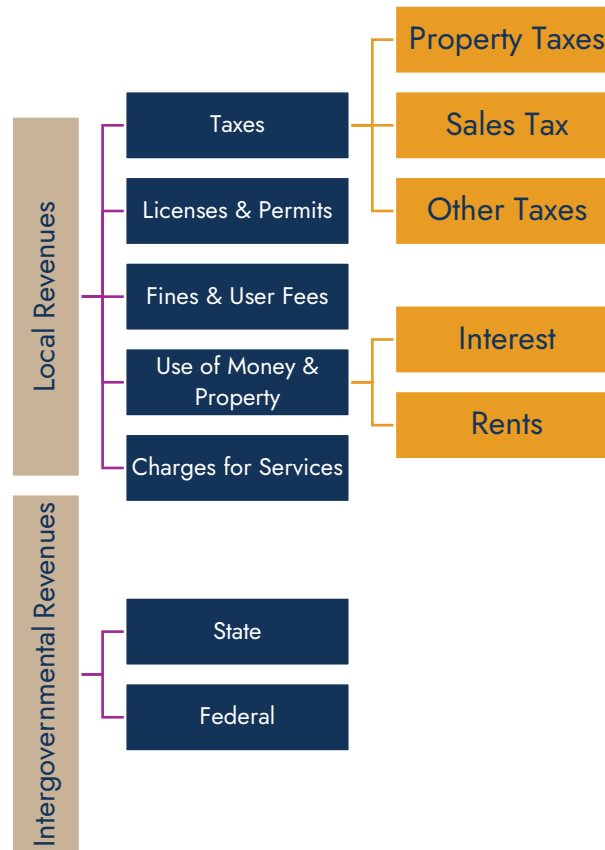 Local Revenues
Taxes
Property Taxes
Sales Tax
Other Taxes
Licenses & Permits
Fines & User Fees
Use of Money &
Property
Interest
Rents
Charges for Services
Intergovernmental Revenues
State
Federal